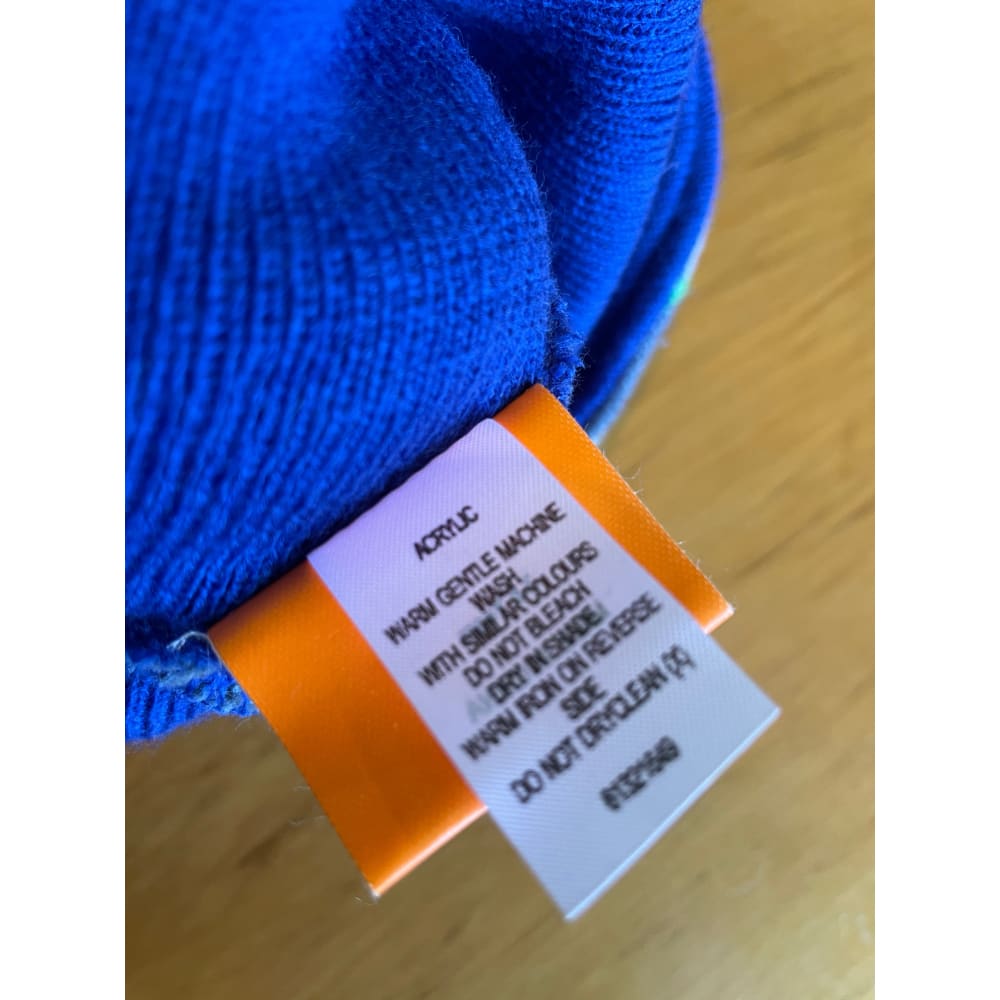 ACRYLIC
WARM GENTLE MACHINE
WASH
WITH SIMILAR COLOURS
DO NOT BLEACH
DRY IN SHADE
WARM IRON ON REVERSE
SIDE
DO NOT DRYCLEAN (X)